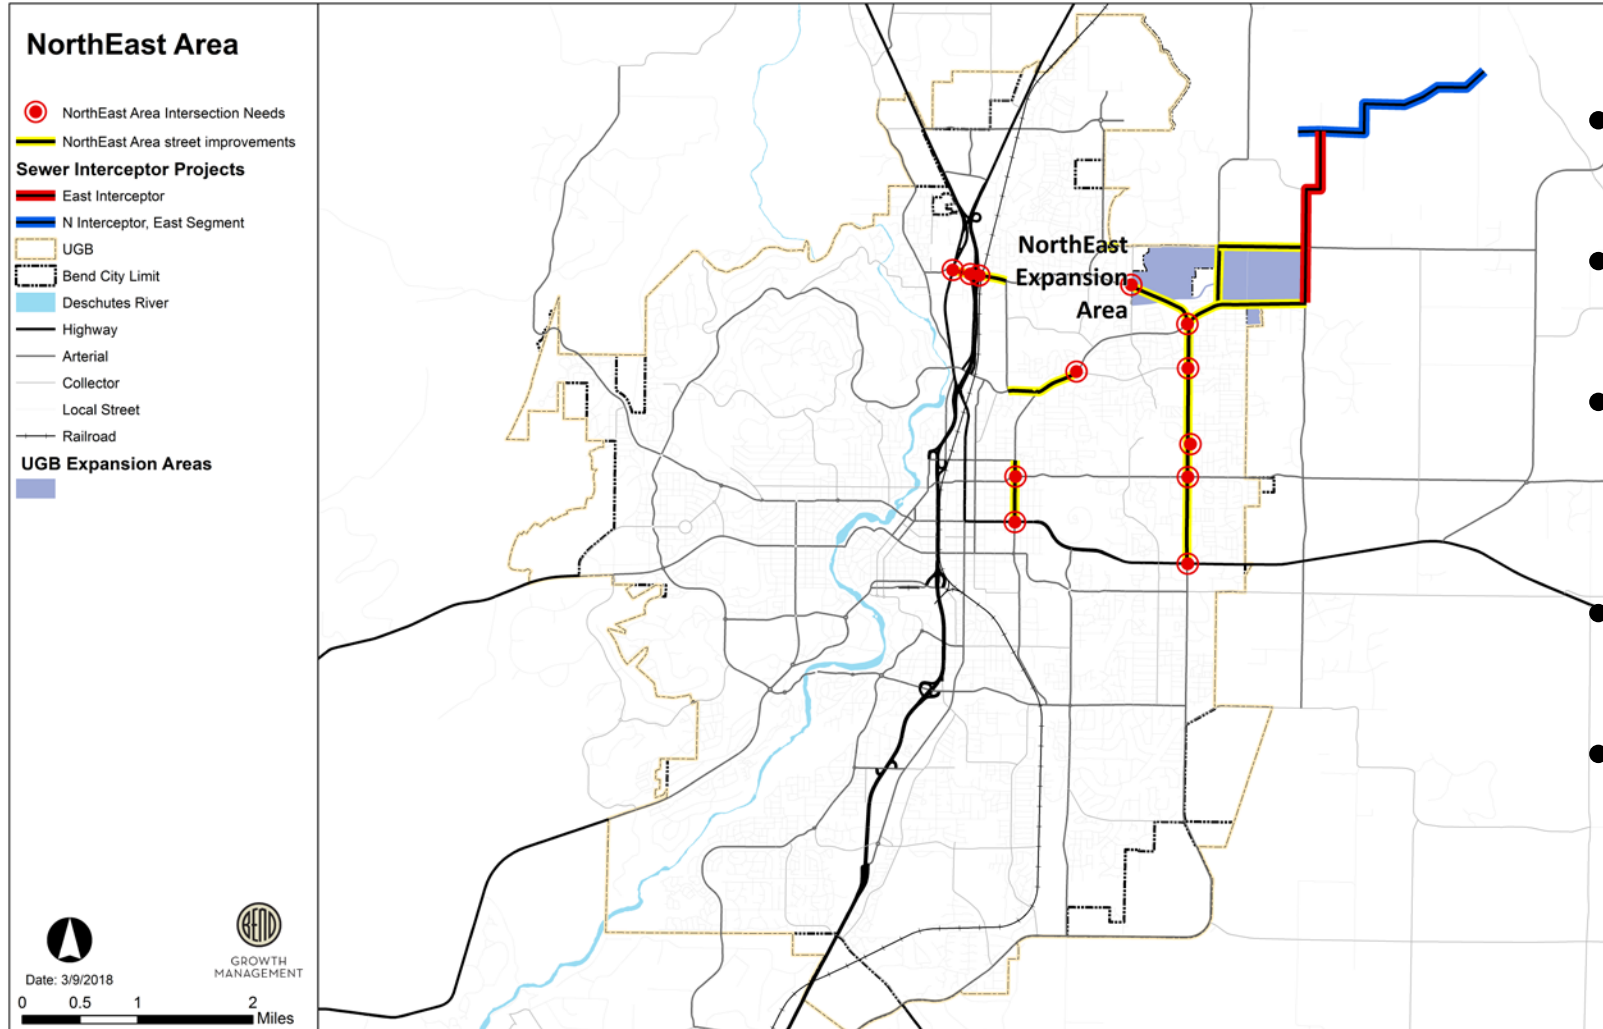 NorthEast Area
NorthEast Area Intersection Needs
NorthEast Area street improvements
Sewer Interceptor Projects
East Interceptor
N Interceptor, East Segment
UGB
Bend City Limit
Deschutes River
Highway
Arterial
Collector
Local Street
Railroad
UGB Expansion Areas
NorthEast
Expansion
Area
BEND
GROWTH
MANAGEMENT
Date: 3/9/2018
0 0.5 1 2
Miles